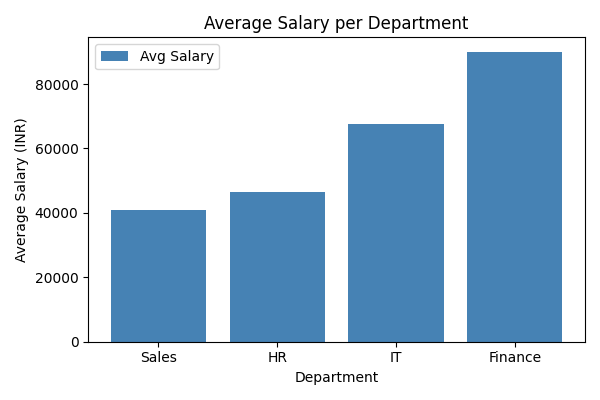 Average Salary per Department
Avg Salary
Average Salary (INR)
80000
60000
40000
20000
0
Sales HR IT Finance
Department